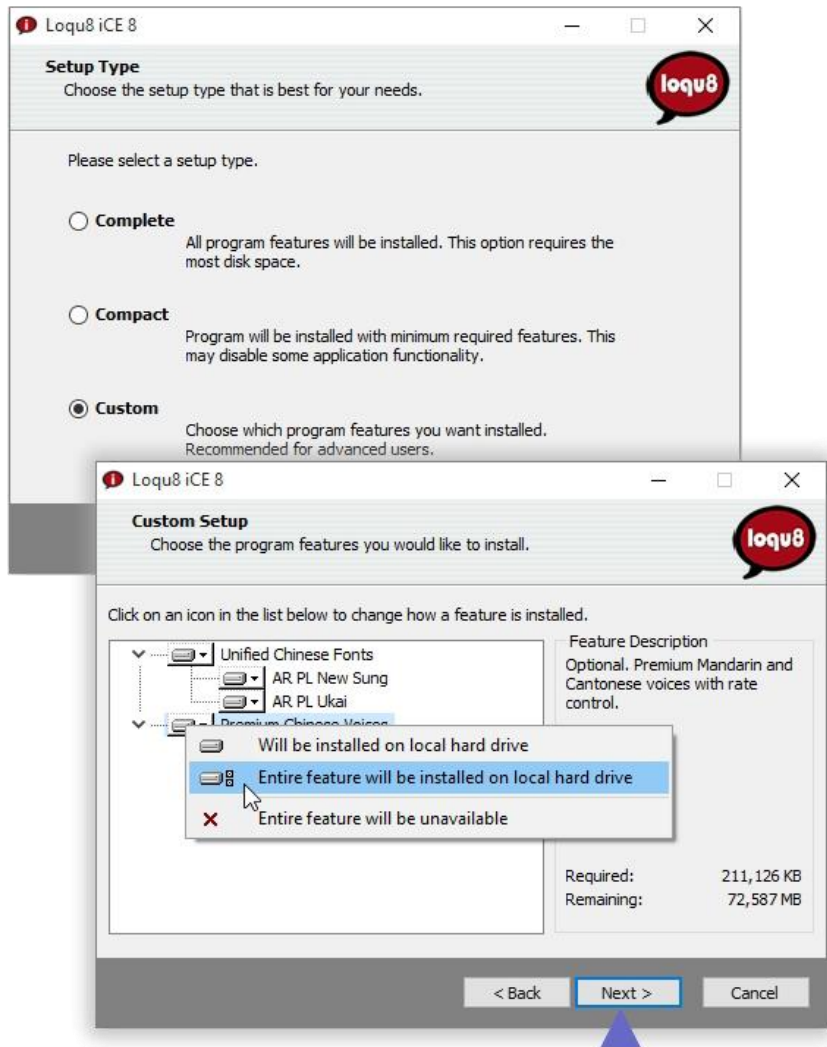 Loqu8 iCE 8
Setup Type
Choose the setup type that is best for your needs.
loqu8
Please select a setup type.
Complete
All program features will be installed. This option requires the
most disk space.
Compact
Program will be installed with minimum required features. This
may disable some application functionality.
Custom
Choose which program features you want installed.
Recommended for advanced users.
Loqu8 iCE 8
Custom Setup
Choose the program features you would like to install.
loqu8
Click on an icon in the list below to change how a feature is installed.
Unified Chinese Fonts
AR PL New Sung
AR PL Ukai
Premium Chinese Voices
Will be installed on local hard drive
Entire feature will be installed on local hard drive
Entire feature will be unavailable
Feature Description
Optional. Premium Mandarin and
Cantonese voices with rate
control.
Required: 211,126 KB
Remaining: 72,587 MB
< Back Next > Cancel